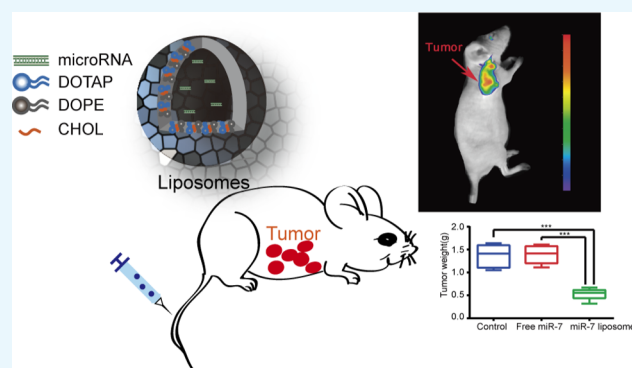 microRNA
DOTAP
DOPE
CHOL
Liposomes
Tumor
Tumor
Tumor weight(g)
2.0
1.5
1.0
0.5
0.0
***
***
Control
Free miR-7
miR-7 liposome